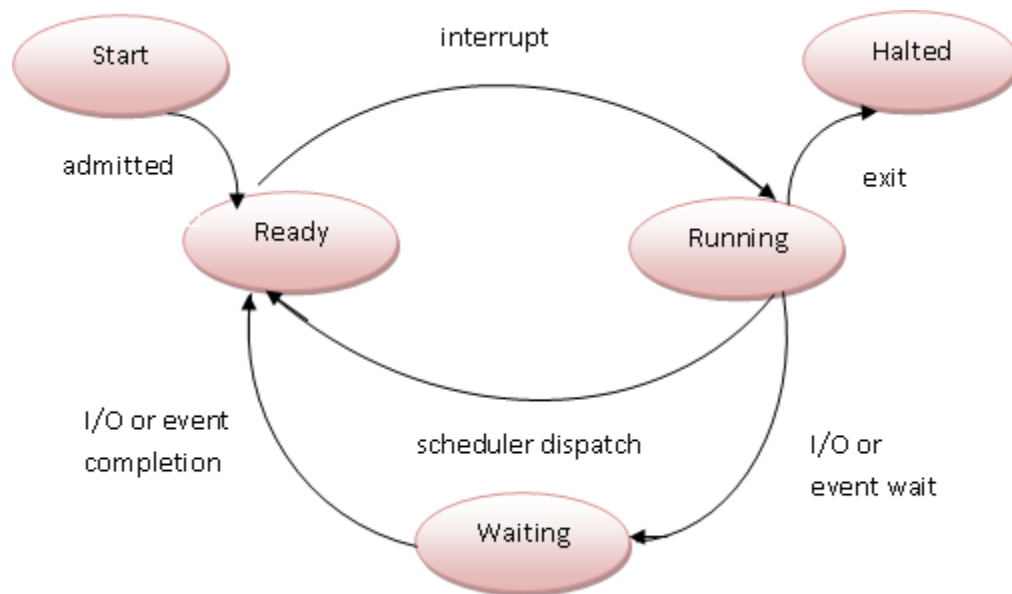 interrupt
Start
Halted
admitted
exit
Ready
Running
I/O or event
completion
scheduler dispatch
I/O or
event wait
Waiting